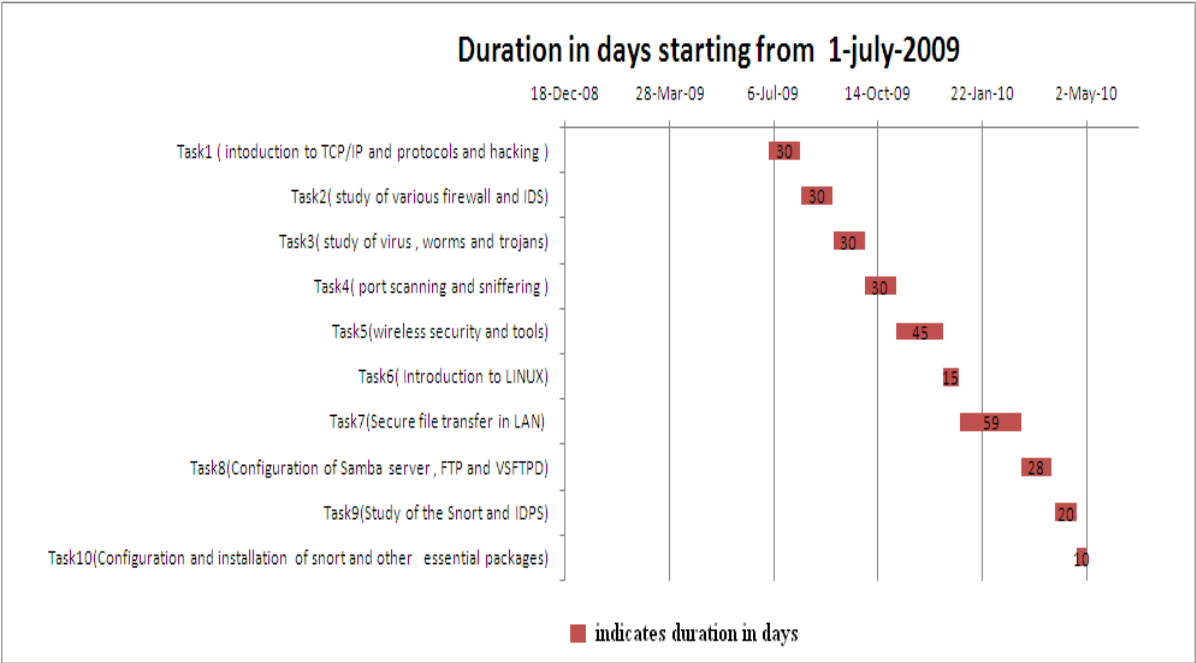 Duration in days starting from 1-july-2009
18-Dec-08 28-Mar-09 6-Jul-09 14-Oct-09 22-Jan-10 2-May-10
Task1 ( intoduction to TCP/IP and protocols and hacking ) 30
Task2( study of various firewall and IDS) 30
Task3( study of virus , worms and trojans) 30
Task4( port scanning and sniffering ) 30
Task5(wireless security and tools) 45
Task6( Introduction to LINUX) 15
Task7(Secure file transfer in LAN) 59
Task8(Configuration of Samba server , FTP and VSFTPD) 28
Task9(Study of the Snort and IDPS) 20
Task10(Configuration and installation of snort and other essential packages) 10
indicates duration in days